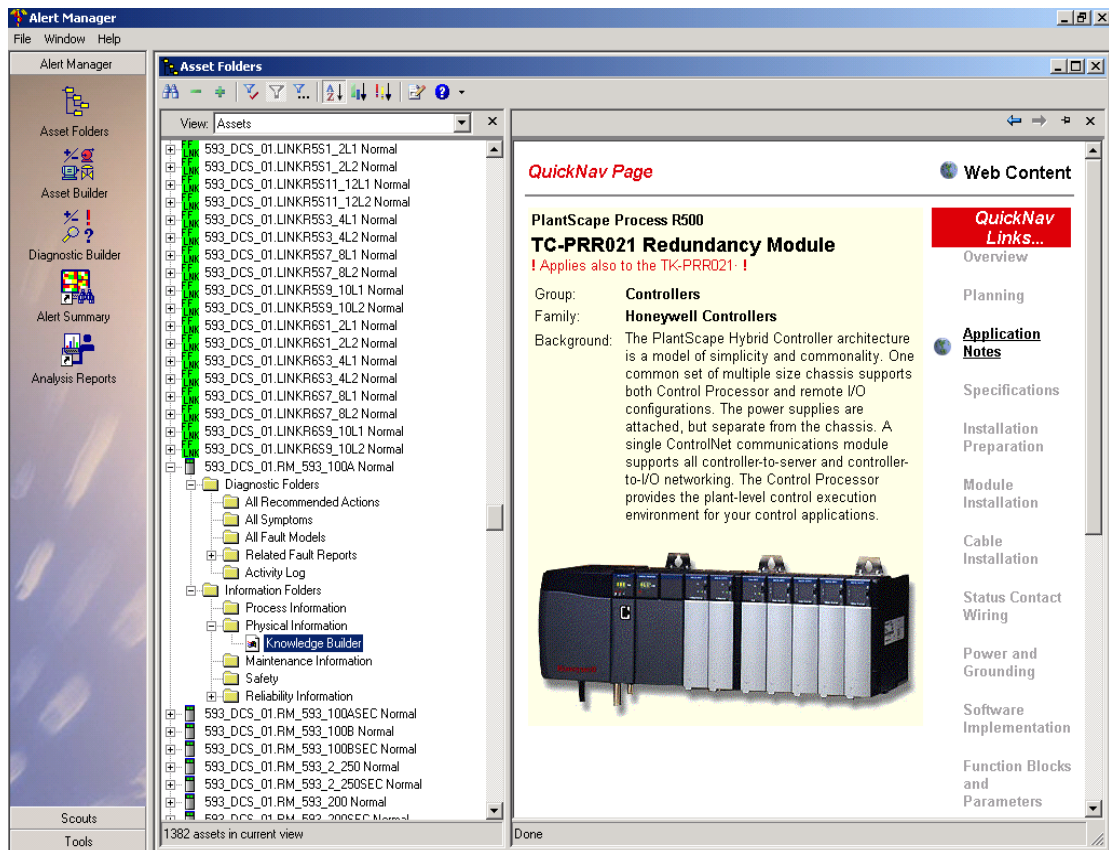 Alert Manager
File Window Help
Alert Manager
Asset Folders
Asset Builder
Diagnostic Builder
Alert Summary
Analysis Reports
Scouts
Tools
Asset Folders
View: Assets
593_DCS_01.LINKR5S1_2L1 Normal
593_DCS_01.LINKR5S1_2L2 Normal
593_DCS_01.LINKR5S11_12L1 Normal
593_DCS_01.LINKR5S11_12L2 Normal
593_DCS_01.LINKR5S3_4L1 Normal
593_DCS_01.LINKR5S3_4L2 Normal
593_DCS_01.LINKR5S7_8L1 Normal
593_DCS_01.LINKR5S7_8L2 Normal
593_DCS_01.LINKR5S9_10L1 Normal
593_DCS_01.LINKR5S9_10L2 Normal
593_DCS_01.LINKR6S1_2L1 Normal
593_DCS_01.LINKR6S1_2L2 Normal
593_DCS_01.LINKR6S3_4L1 Normal
593_DCS_01.LINKR6S3_4L2 Normal
593_DCS_01.LINKR6S7_8L1 Normal
593_DCS_01.LINKR6S7_8L2 Normal
593_DCS_01.LINKR6S9_10L1 Normal
593_DCS_01.LINKR6S9_10L2 Normal
593_DCS_01.RM_593_100A Normal
Diagnostic Folders
All Recommended Actions
All Symptoms
All Fault Models
Related Fault Reports
Activity Log
Information Folders
Process Information
Physical Information
Knowledge Builder
Maintenance Information
Safety
Reliability Information
593_DCS_01.RM_593_100ASEC Normal
593_DCS_01.RM_593_100B Normal
593_DCS_01.RM_593_100BSEC Normal
593_DCS_01.RM_593_2_250 Normal
593_DCS_01.RM_593_2_250SEC Normal
593_DCS_01.RM_593_200 Normal
593_DCS_01.RM_593_200SEC Normal
1382 assets in current view
QuickNav Page
Web Content
PlantScape Process R500
TC-PRR021 Redundancy Module
! Applies also to the TK-PRR021· !
Group: Controllers
Family: Honeywell Controllers
Background: The PlantScape Hybrid Controller architecture
is a model of simplicity and commonality. One
common set of multiple size chassis supports
both Control Processor and remote I/O
configurations. The power supplies are
attached, but separate from the chassis. A
single ControlNet communications module
supports all controller-to-server and controller-
to-I/O networking. The Control Processor
provides the plant-level control execution
environment for your control applications.
QuickNav
Links...
Overview
Planning
Application
Notes
Specifications
Installation
Preparation
Module
Installation
Cable
Installation
Status Contact
Wiring
Power and
Grounding
Software
Implementation
Function Blocks
and
Parameters
Done